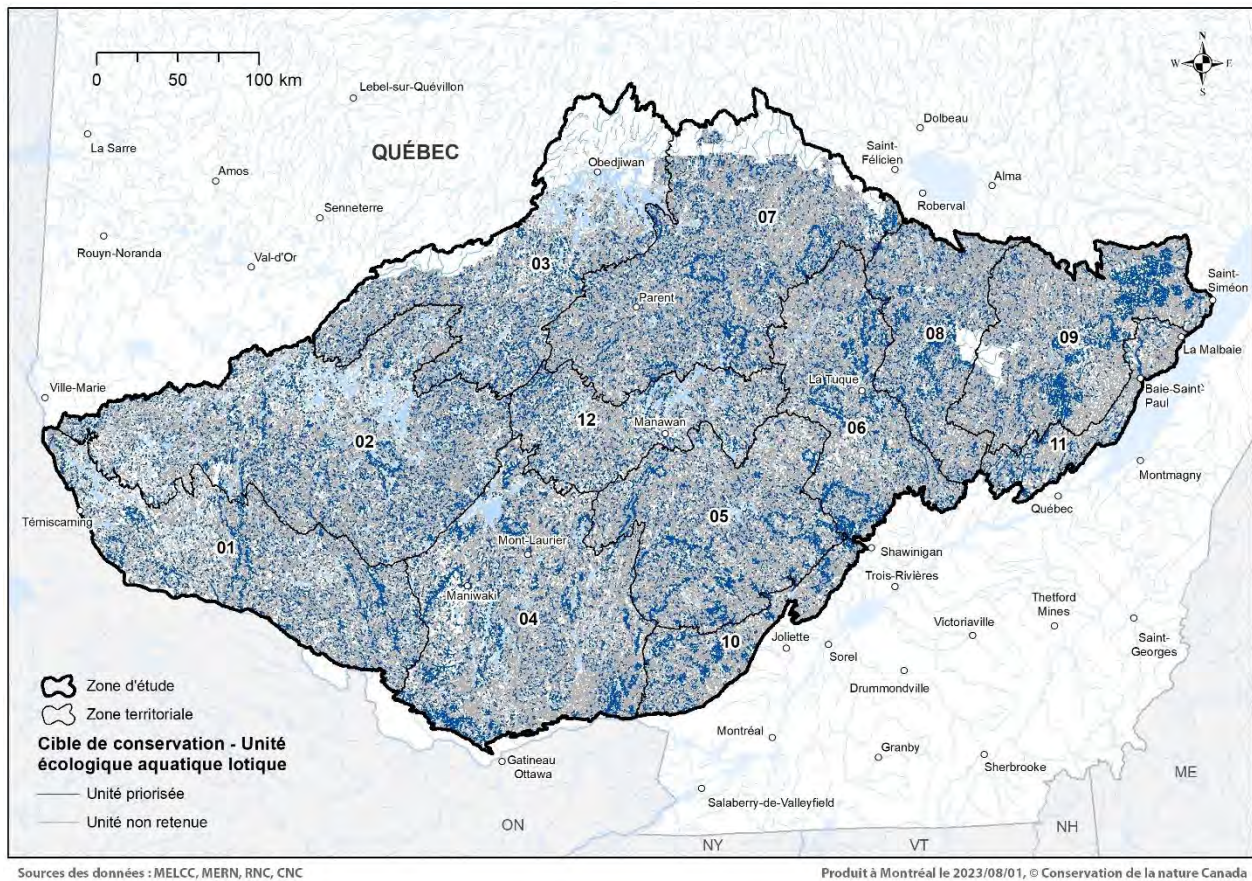 0 50 100 km
N
W E
S
Lebel-sur-Quévillon
Dolbeau
La Sarre
QUÉBEC
Saint-
Félicien
Obedjiwan
Amos
Alma
Roberval
Senneterre
07
Rouyn-Noranda
Val-d'Or
03
Saint-
Siméon
Parent
08
09
La Malbaie
Ville-Marie
La Tuque
Baie-Saint-
Paul
02
12
Manawan
06
11
Montmagny
Québec
Témiscaming
05
01
Mont-Laurier
Shawinigan
Trois-Rivières
Maniwaki
Thetford
Mines
04
Victoriaville
Saint-
Georges
10
Joliette
Sorel
Drummondville
Zone d'étude
Zone territoriale
Cible de conservation - Unité
écologique aquatique lotique
Unité priorisée
Unité non retenue
Montréal
Granby
Sherbrooke
Gatineau
Ottawa
ME
Salaberry-de-Valleyfield
ON
NH
NY
VT
Sources des données : MELCC, MERN, RNC, CNC
Produit à Montréal le 2023/08/01, © Conservation de la nature Canada